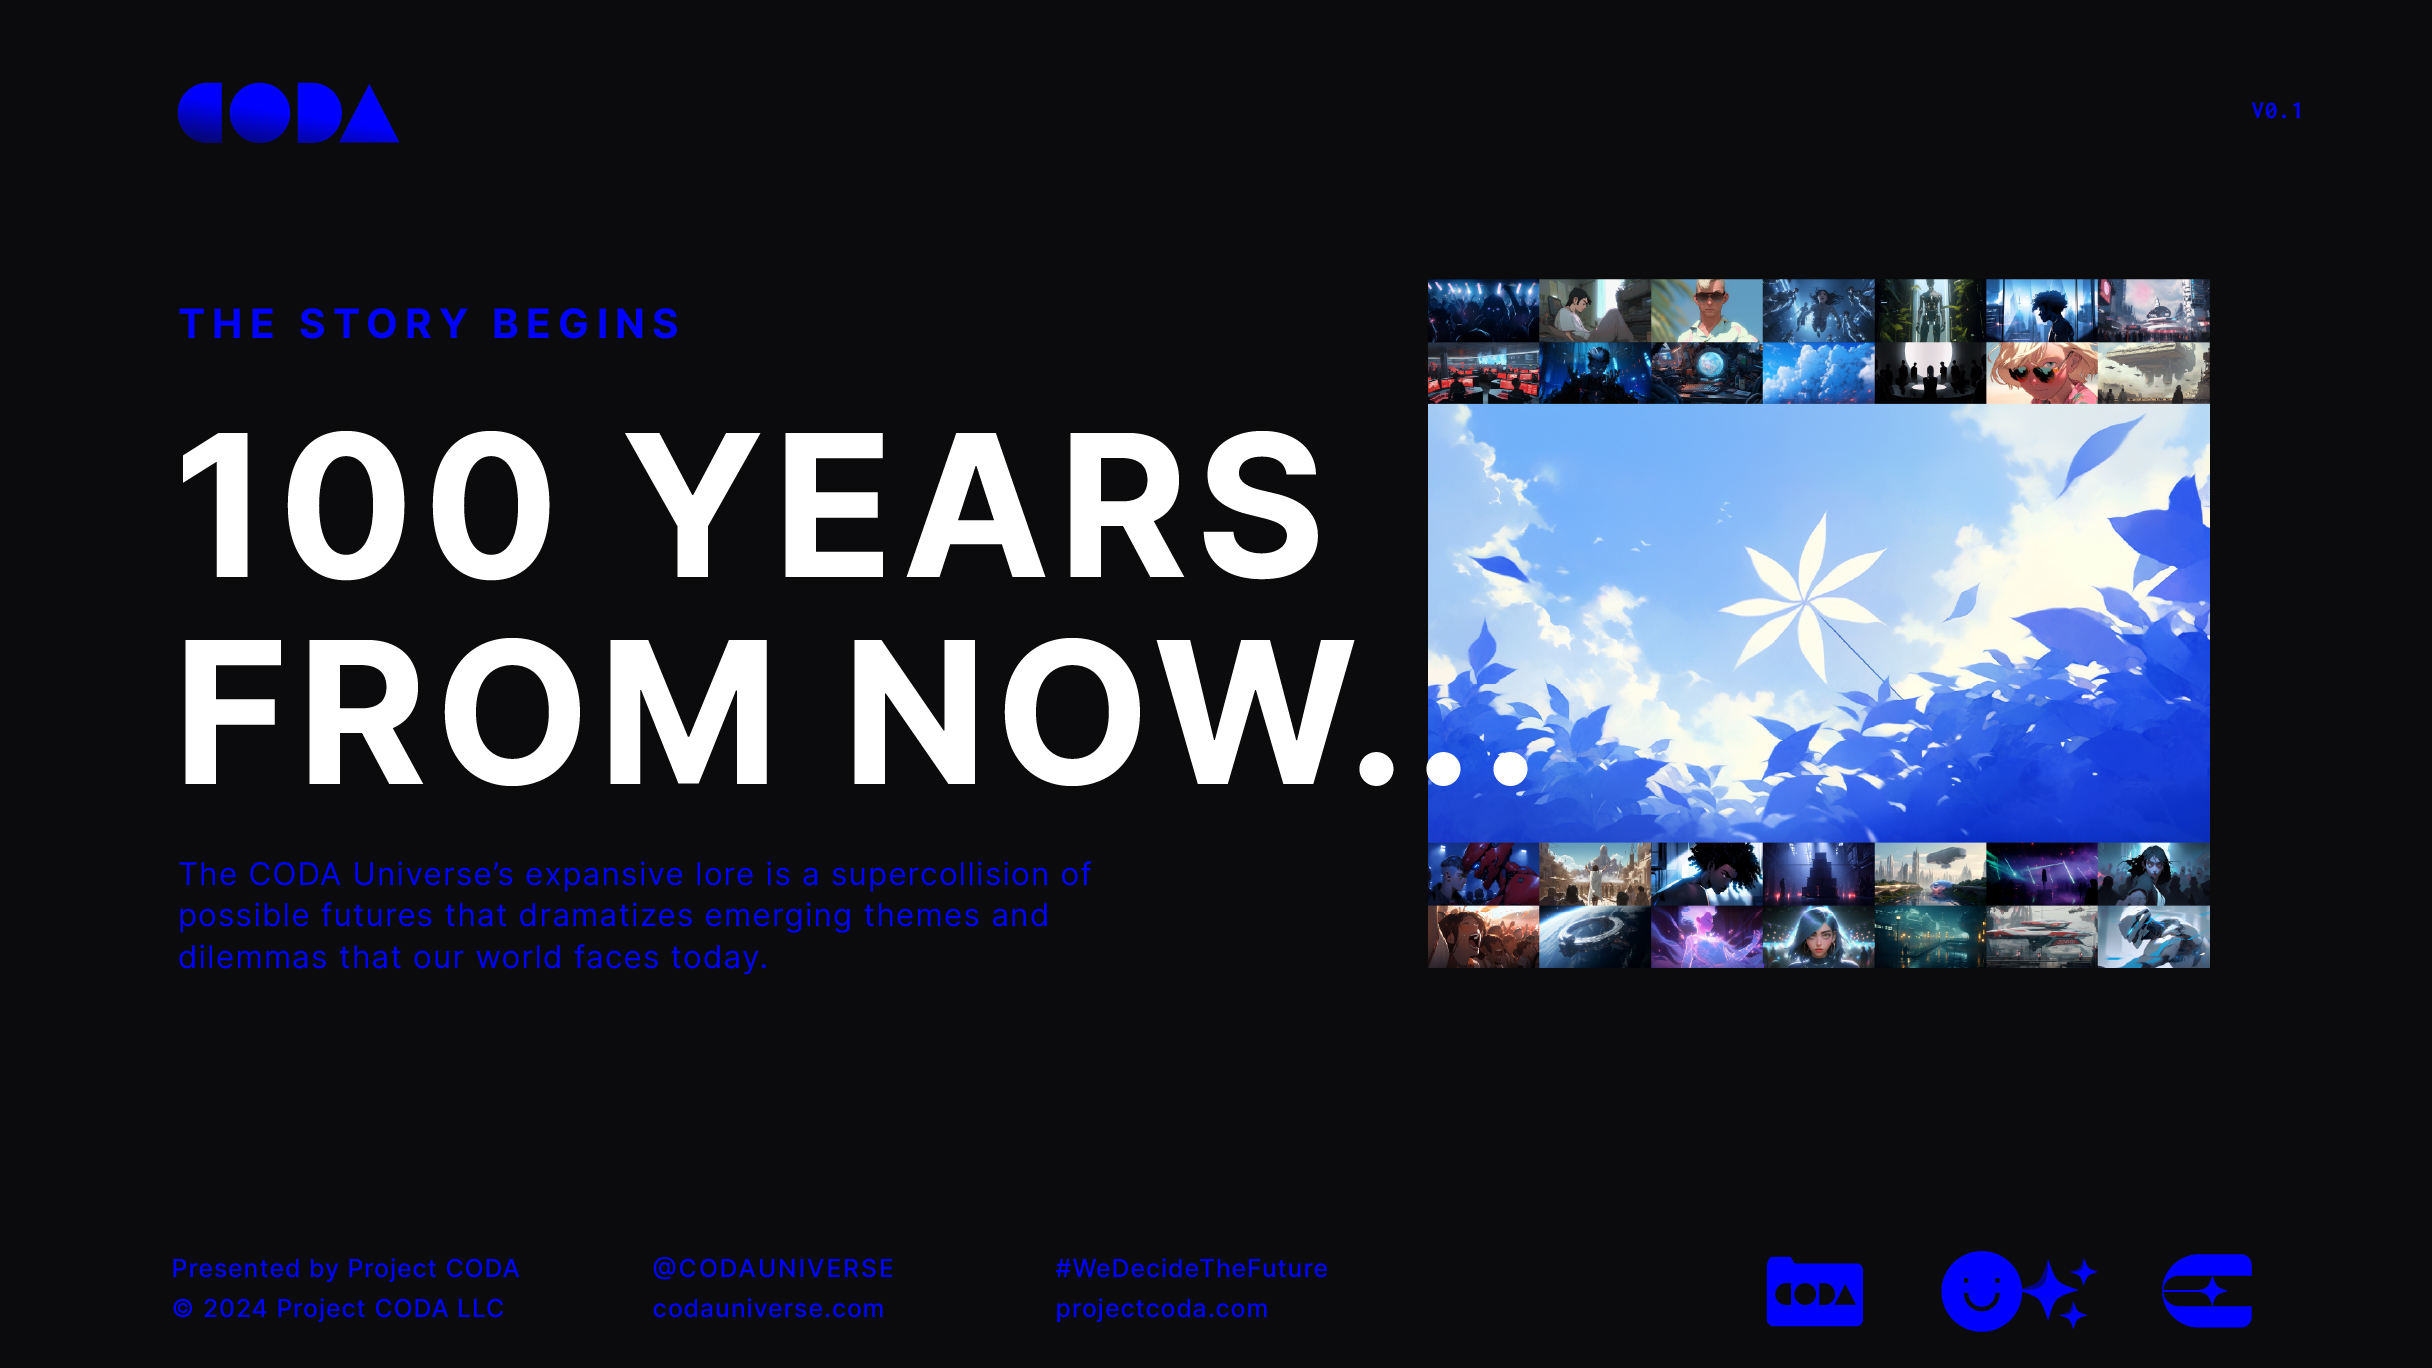 CODA
V0.1
THE STORY BEGINS
100 YEARS
FROM NOW...
The CODA Universe’s expansive lore is a supercollision of
possible futures that dramatizes emerging themes and
dilemmas that our world faces today.
Presented by Project CODA
© 2024 Project CODA LLC
@CODAUNIVERSE
codauniverse.com
#WeDecideTheFuture
projectcoda.com
CODA